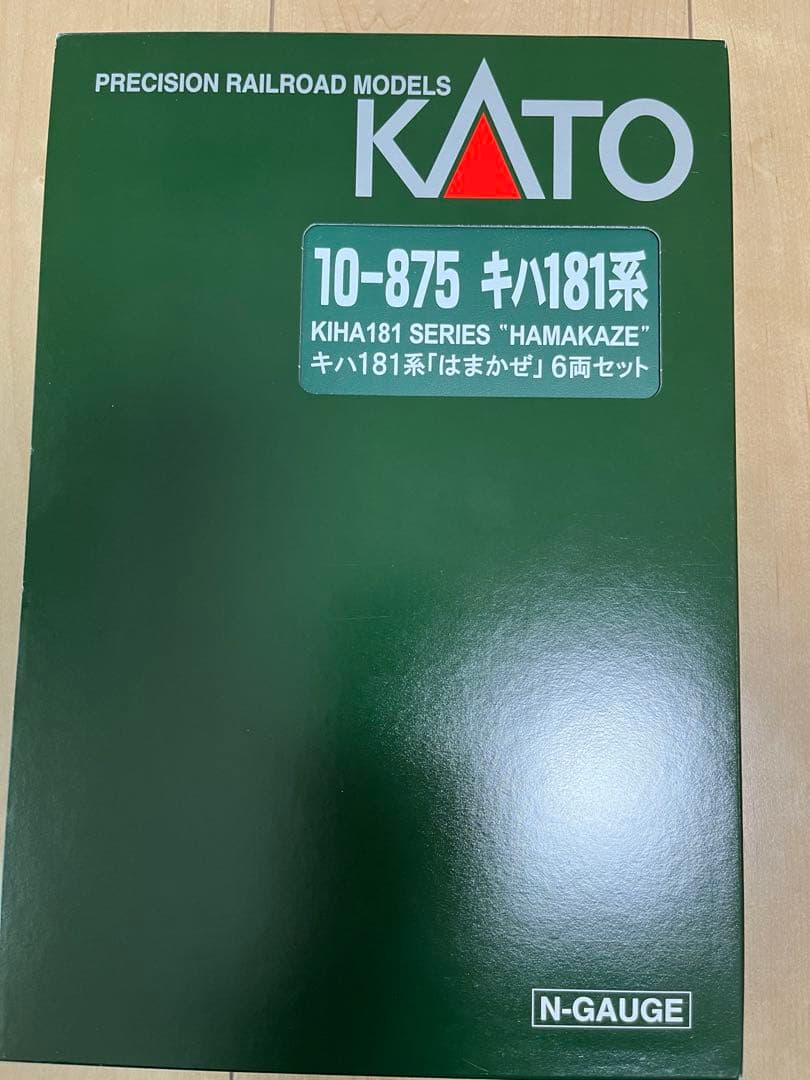 PRECISION RAILROAD MODELS
KATO
10-875 キハ181系
KIHA181 SERIES "HAMAKAZE"
キハ181系「はまかぜ」6両セット
N-GAUGE